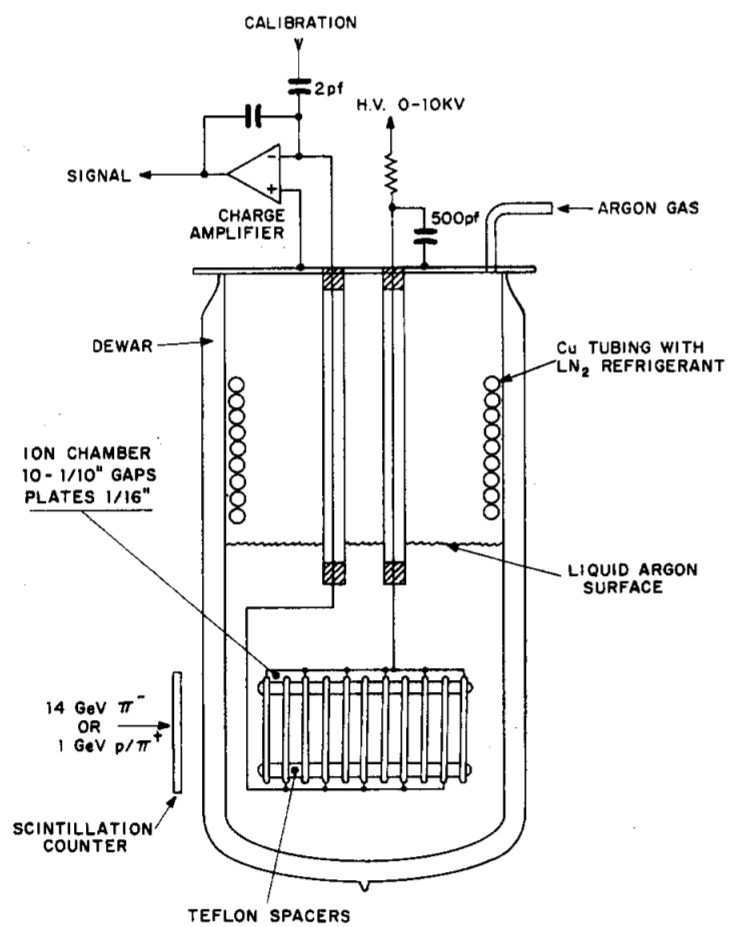 CALIBRATION
2pf
H.V. 0-10KV
-
SIGNAL
+
CHARGE
AMPLIFIER
500pf
ARGON GAS
DEWAR
Cu TUBING WITH
LN₂ REFRIGERANT
ION CHAMBER
10-1/10" GAPS
PLATES 1/16"
LIQUID ARGON
SURFACE
14 GeV π⁻
OR
1 GeV p/π⁺
SCINTILLATION
COUNTER
TEFLON SPACERS